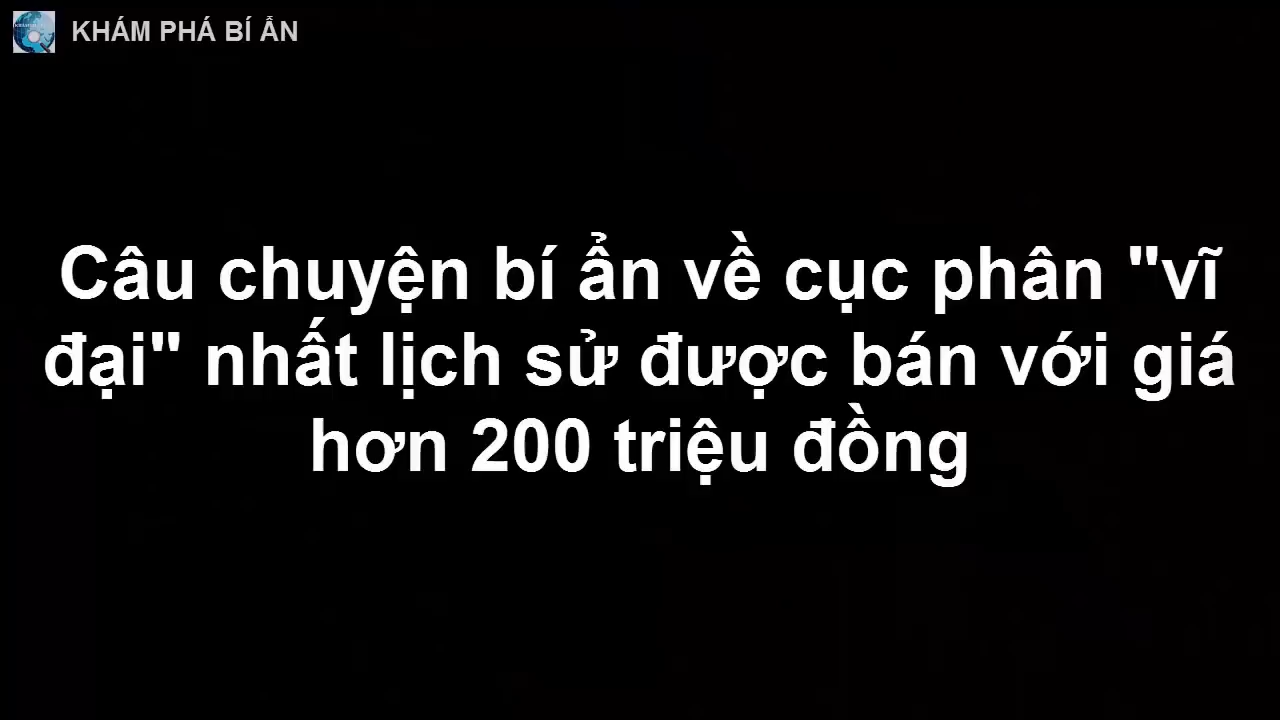 KHÁM PHÁ BÍ ẨN
Câu chuyện bí ẩn về cục phân "vĩ
đại" nhất lịch sử được bán với giá
hơn 200 triệu đồng